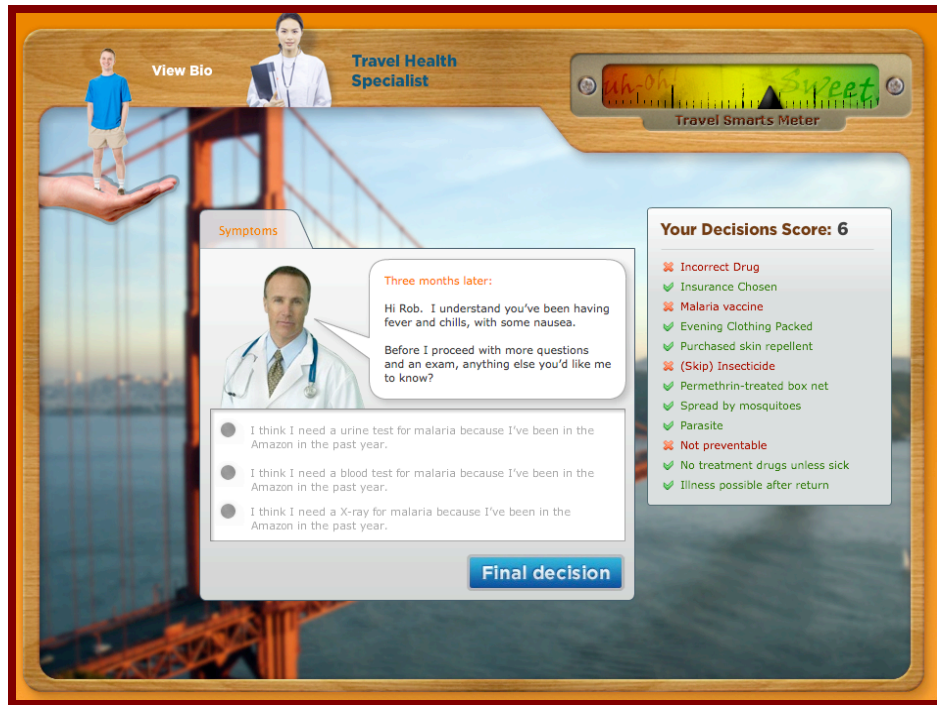 View Bio
Travel Health
Specialist
uh-oh!
Sweet
Travel Smarts Meter
Symptoms
Three months later:
Hi Rob. I understand you've been having
fever and chills, with some nausea.
Before I proceed with more questions
and an exam, anything else you'd like me
to know?
I think I need a urine test for malaria because I've been in the
Amazon in the past year.
I think I need a blood test for malaria because I've been in the
Amazon in the past year.
I think I need a X-ray for malaria because I've been in the
Amazon in the past year.
Final decision
Your Decisions Score: 6
Incorrect Drug
Insurance Chosen
Malaria vaccine
Evening Clothing Packed
Purchased skin repellent
(Skip) Insecticide
Permethrin-treated box net
Spread by mosquitoes
Parasite
Not preventable
No treatment drugs unless sick
Illness possible after return